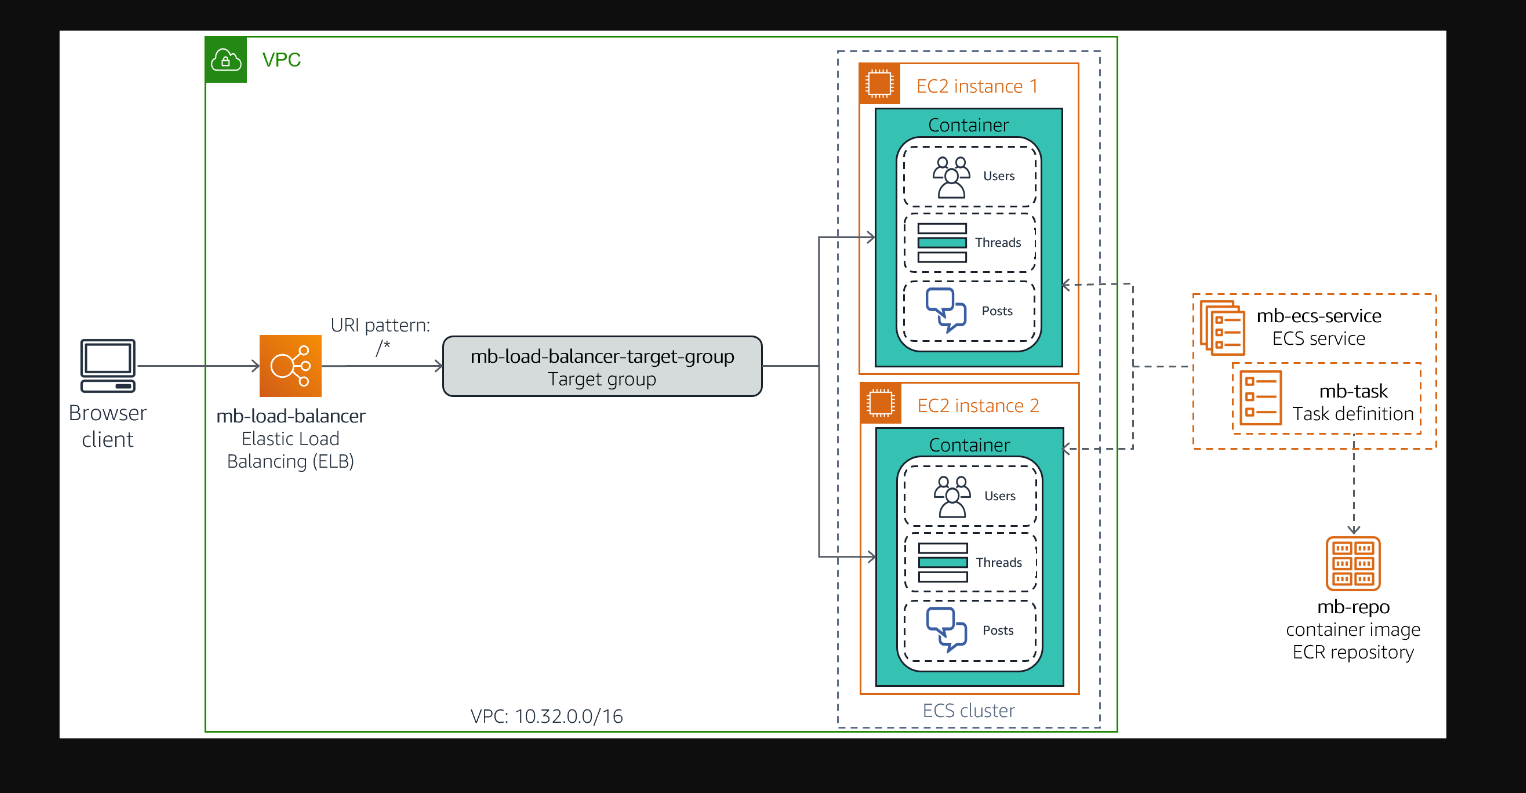 VPC
EC2 instance 1
Container
Users
Threads
Posts
URI pattern:
/*
mb-load-balancer-target-group
Target group
Browser
client
mb-load-balancer
Elastic Load
Balancing (ELB)
EC2 instance 2
Container
Users
Threads
Posts
ECS cluster
VPC: 10.32.0.0/16
mb-ecs-service
ECS service
mb-task
Task definition
mb-repo
container image
ECR repository